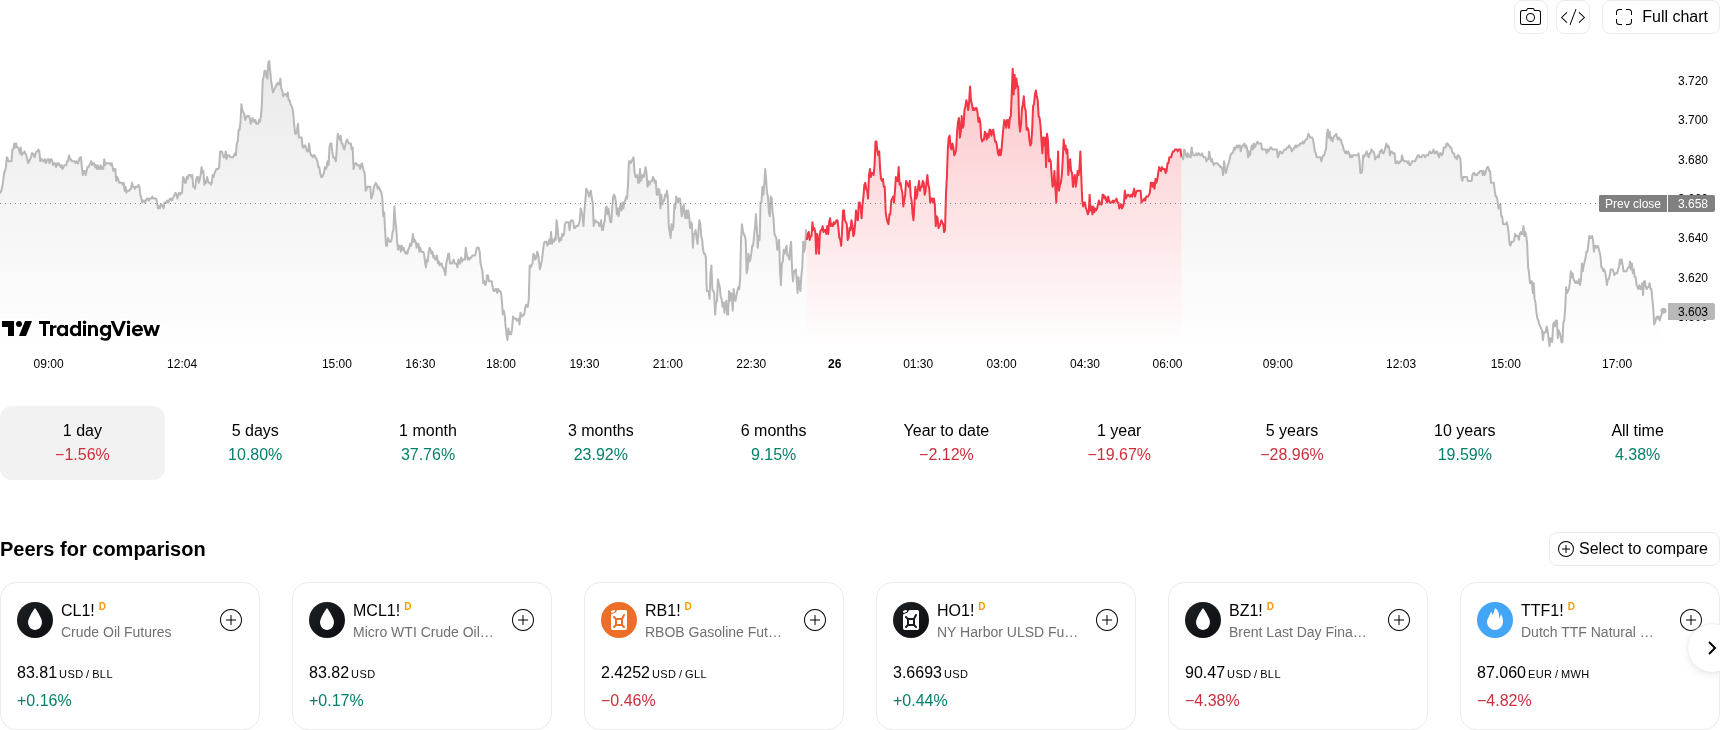 Full chart
3.720
3.700
3.680
Prev close 3.658
3.640
3.620
3.603
TradingView
09:00 12:04 15:00 16:30 18:00 19:30 21:00 22:30 26 01:30 03:00 04:30 06:00 09:00 12:03 15:00 17:00
1 day 5 days 1 month 3 months 6 months Year to date 1 year 5 years 10 years All time
−1.56% 10.80% 37.76% 23.92% 9.15% −2.12% −19.67% −28.96% 19.59% 4.38%
Peers for comparison
Select to compare
CL1! D
Crude Oil Futures
83.81 USD / BLL
+0.16%
MCL1! D
Micro WTI Crude Oil…
83.82 USD
+0.17%
RB1! D
RBOB Gasoline Fut…
2.4252 USD / GLL
−0.46%
HO1! D
NY Harbor ULSD Fu…
3.6693 USD
+0.44%
BZ1! D
Brent Last Day Fina…
90.47 USD / BLL
−4.38%
TTF1! D
Dutch TTF Natural …
87.060 EUR / MWH
−4.82%